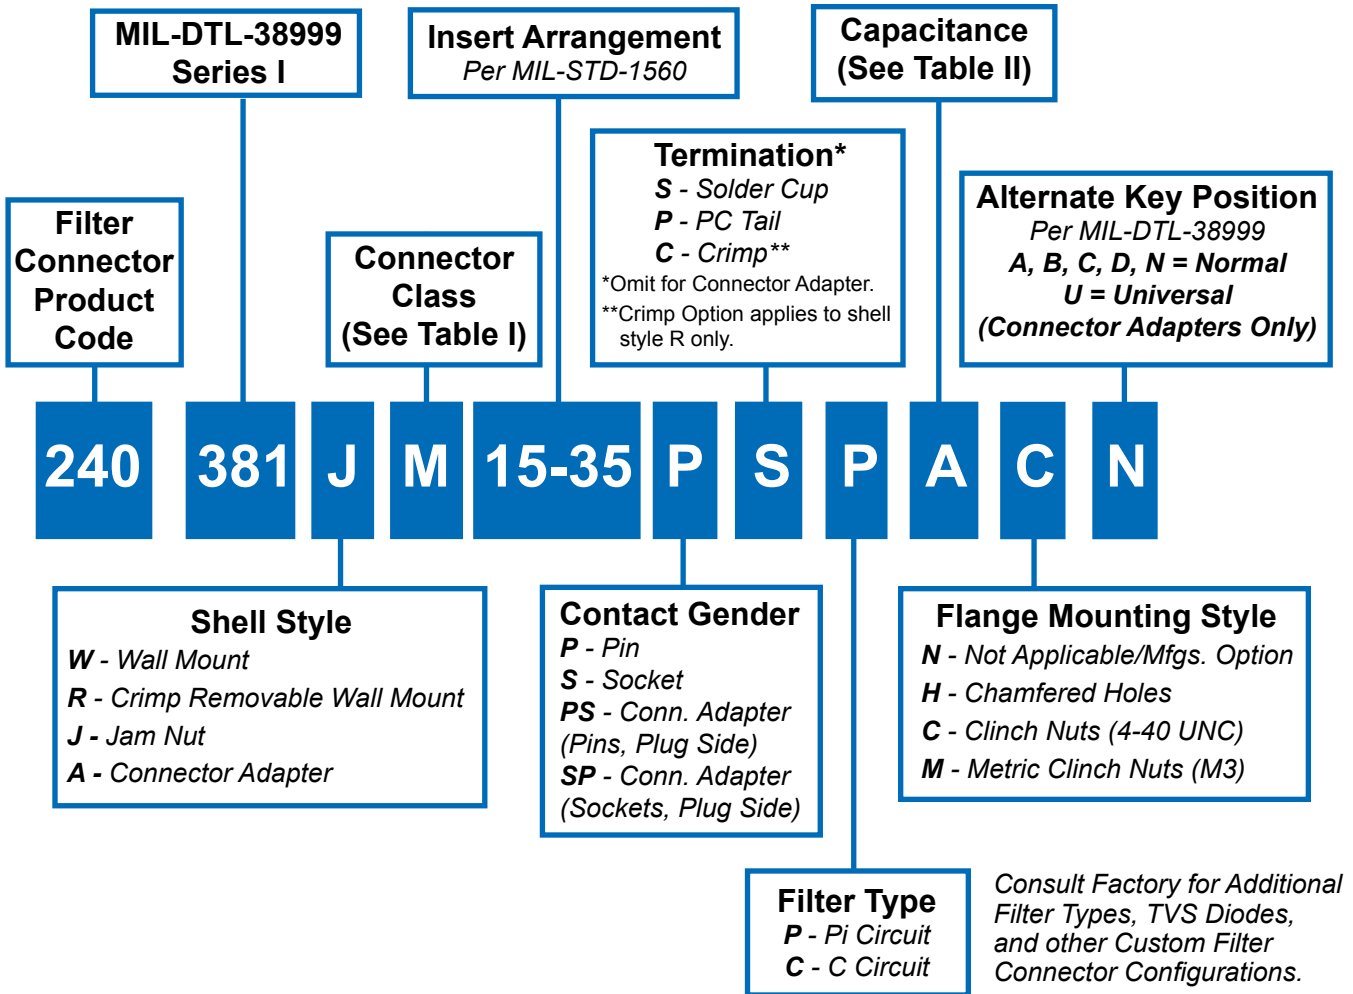 MIL-DTL-38999
Series I
Insert Arrangement
Per MIL-STD-1560
Capacitance
(See Table II)
Filter
Connector
Product
Code
Connector
Class
(See Table I)
Termination*
S - Solder Cup
P - PC Tail
C - Crimp**
*Omit for Connector Adapter.
**Crimp Option applies to shell
style R only.
Alternate Key Position
Per MIL-DTL-38999
A, B, C, D, N = Normal
U = Universal
(Connector Adapters Only)
240 381 J M 15-35 P S P A C N
Shell Style
W - Wall Mount
R - Crimp Removable Wall Mount
J - Jam Nut
A - Connector Adapter
Contact Gender
P - Pin
S - Socket
PS - Conn. Adapter
(Pins, Plug Side)
SP - Conn. Adapter
(Sockets, Plug Side)
Flange Mounting Style
N - Not Applicable/Mfgs. Option
H - Chamfered Holes
C - Clinch Nuts (4-40 UNC)
M - Metric Clinch Nuts (M3)
Filter Type
P - Pi Circuit
C - C Circuit
Consult Factory for Additional
Filter Types, TVS Diodes,
and other Custom Filter
Connector Configurations.